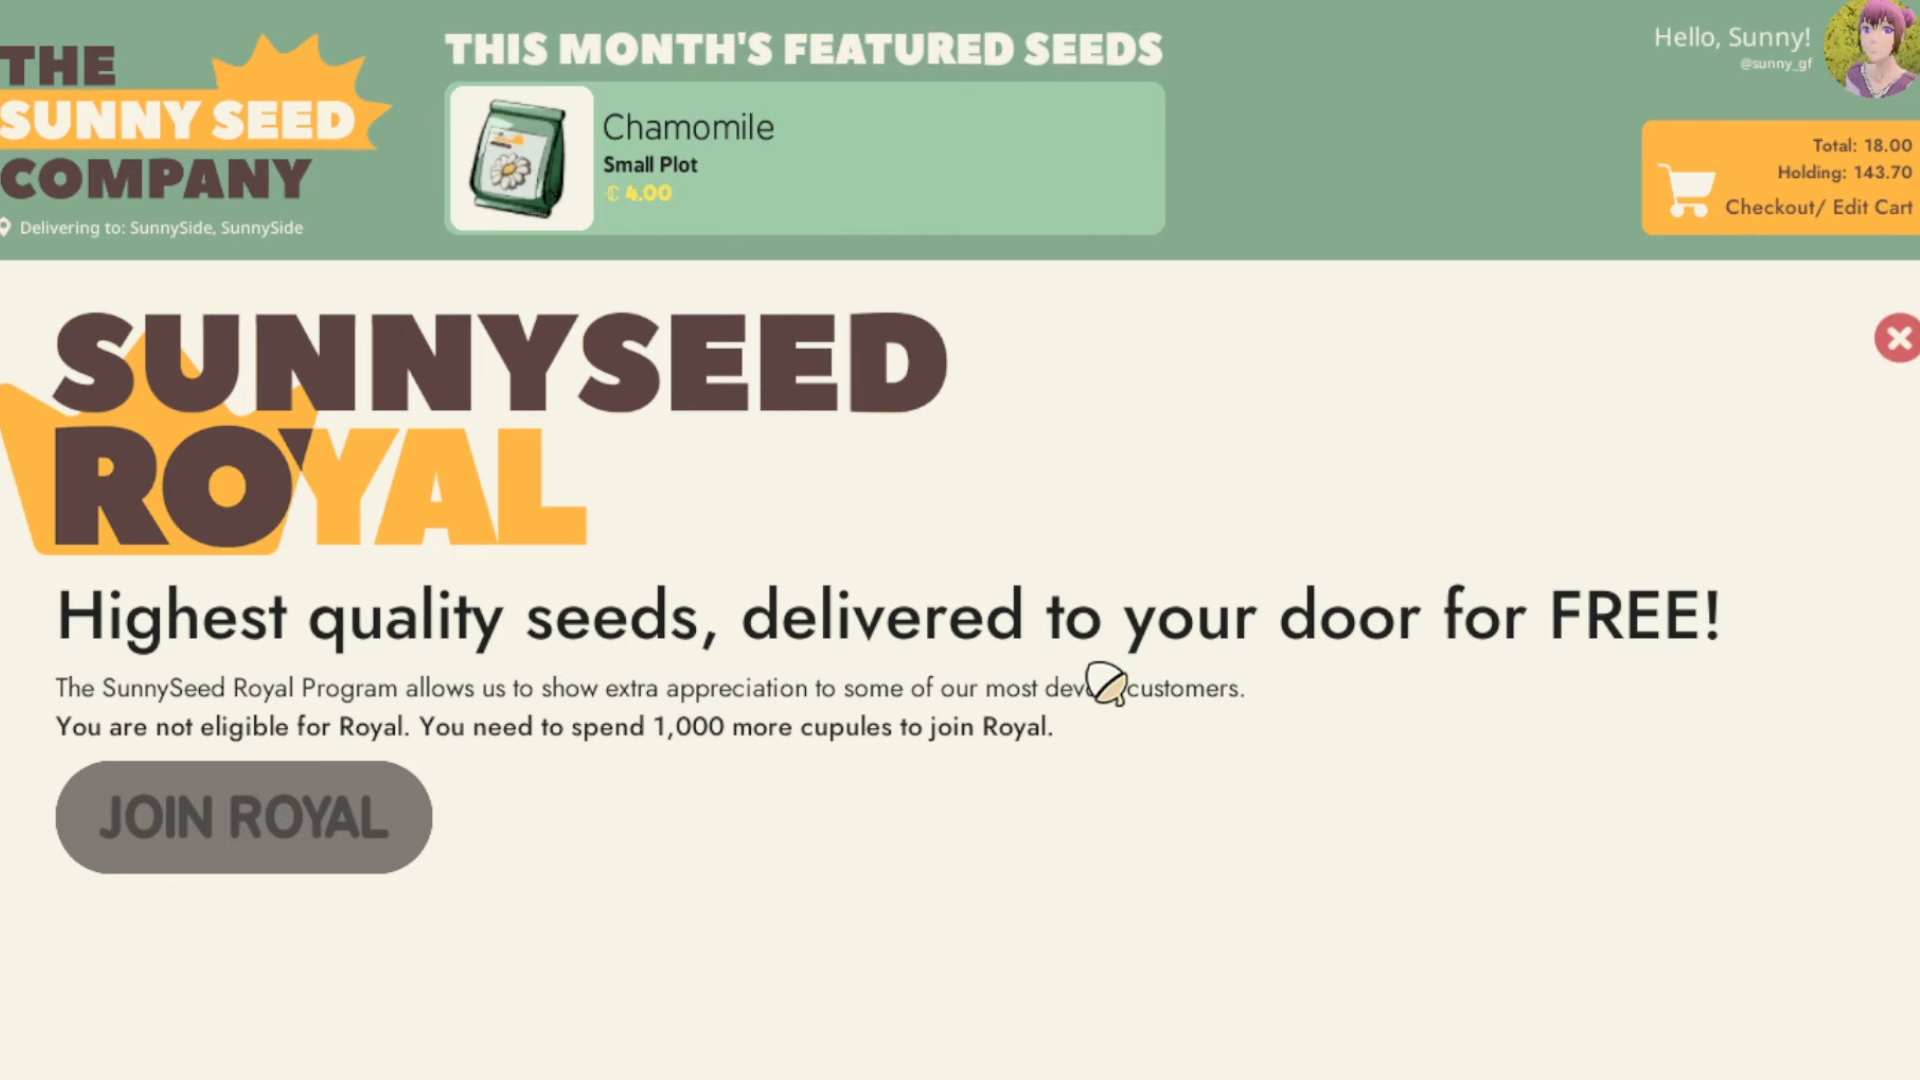 THE
SUNNY SEED
COMPANY
Delivering to: SunnySide, SunnySide
THIS MONTH'S FEATURED SEEDS
Chamomile
Small Plot
₵ 4.00
Hello, Sunny!
@sunny_gf
Total: 18.00
Holding: 143.70
Checkout/ Edit Cart
SUNNYSEED
ROYAL
Highest quality seeds, delivered to your door for FREE!
The SunnySeed Royal Program allows us to show extra appreciation to some of our most customers.
You are not eligible for Royal. You need to spend 1,000 more cupules to join Royal.
JOIN ROYAL